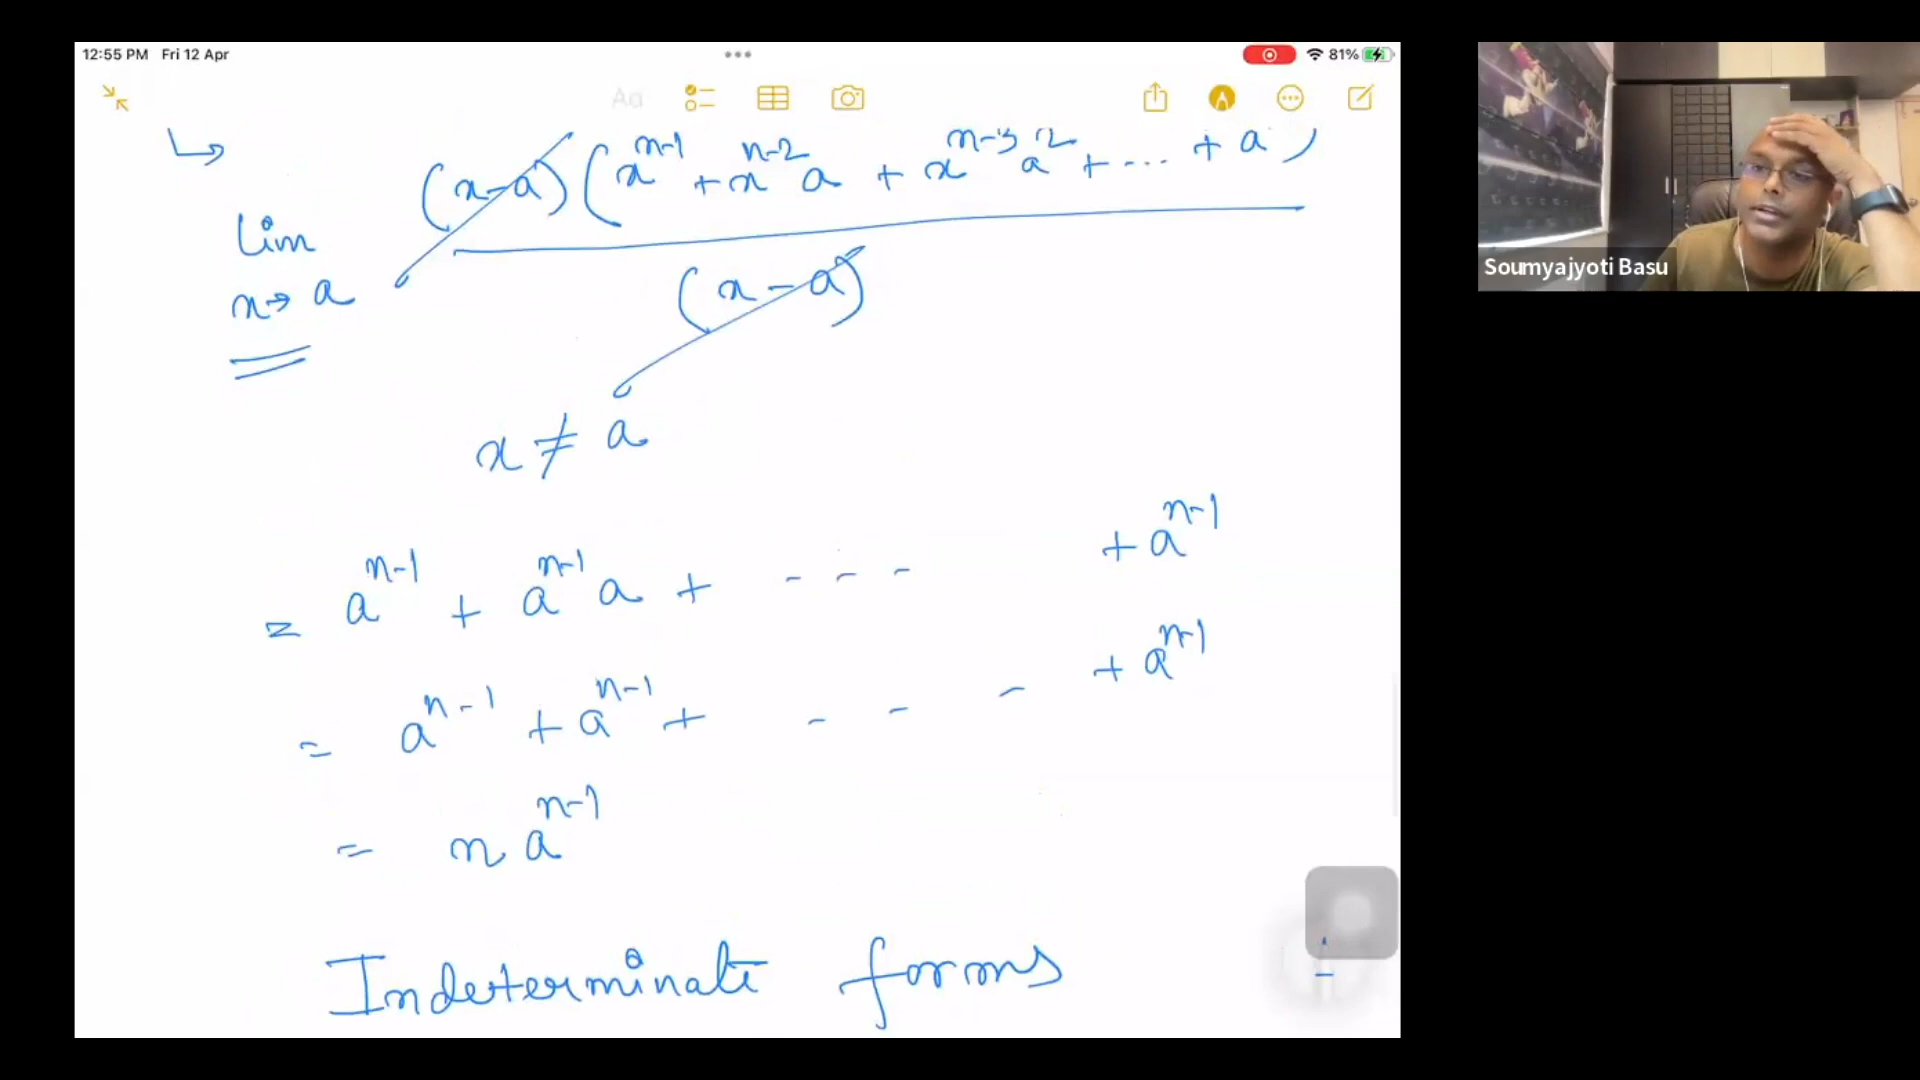 12:55 PM Fri 12 Apr
81%
Aa
(x-a)(x^{n-1} + x^{n-2} a + x^{n-3} a^2 + ... + a )
lim
x→a
(x - a)
x ≠ a
= a^{n-1} + a^{n-1} a + - - - + a^{n-1}
= a^{n-1} + a^{n-1} + - - - + a^{n-1}
= n a^{n-1}
Indeterminate forms
Soumyajyoti Basu